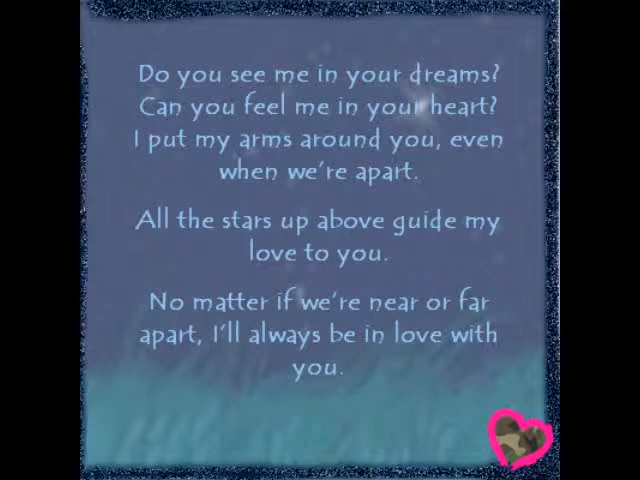 Do you see me in your dreams?
Can you feel me in your heart?
I put my arms around you, even
when we're apart.
All the stars up above guide my
love to you.
No matter if we're near or far
apart, I'll always be in love with
you.